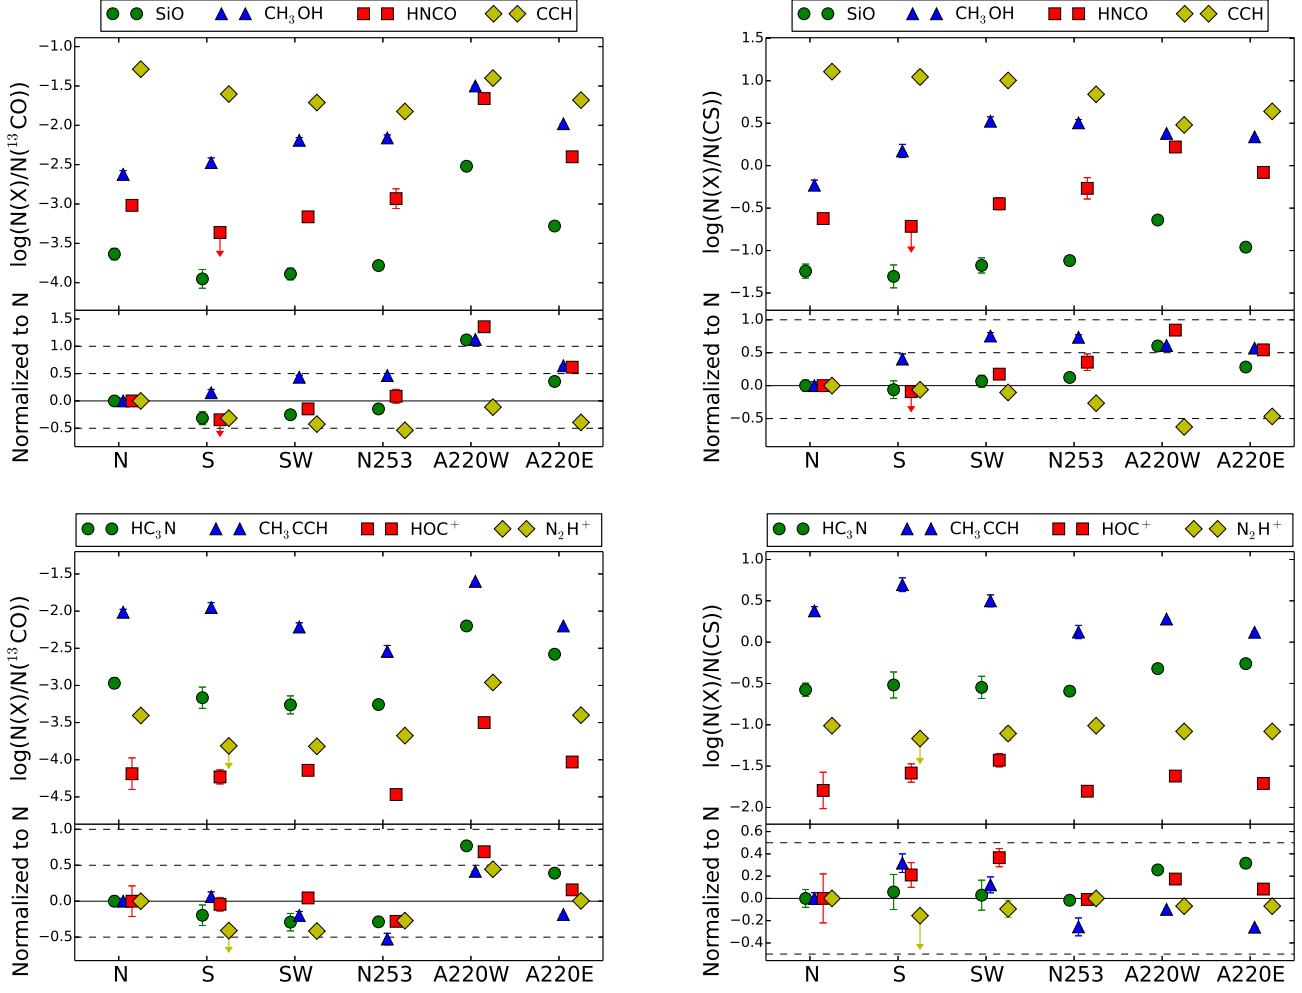 SiO CH₃OH HNCO CCH
−1.0
−1.5
−2.0
−2.5
−3.0
−3.5
−4.0
log(N(X)/N(¹³CO))
1.5
1.0
0.5
0.0
−0.5
Normalized to N
N S SW N253 A220W A220E
SiO CH₃OH HNCO CCH
1.5
1.0
0.5
0.0
−0.5
−1.0
−1.5
log(N(X)/N(CS))
1.0
0.5
0.0
−0.5
Normalized to N
N S SW N253 A220W A220E
HC₃N CH₃CCH HOC⁺ N₂H⁺
−1.5
−2.0
−2.5
−3.0
−3.5
−4.0
−4.5
log(N(X)/N(¹³CO))
1.0
0.5
0.0
−0.5
Normalized to N
N S SW N253 A220W A220E
HC₃N CH₃CCH HOC⁺ N₂H⁺
1.0
0.5
0.0
−0.5
−1.0
−1.5
−2.0
log(N(X)/N(CS))
0.6
0.4
0.2
0.0
−0.2
−0.4
Normalized to N
N S SW N253 A220W A220E